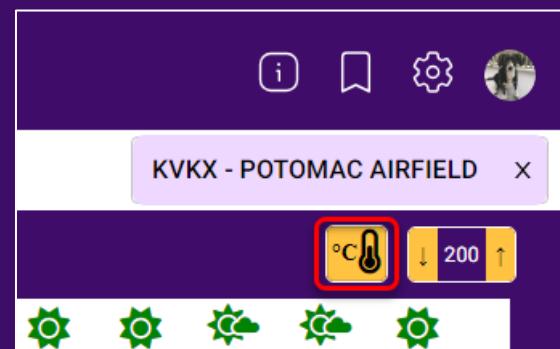 i
KVKX - POTOMAC AIRFIELD X
°C ↓ 200 ↑